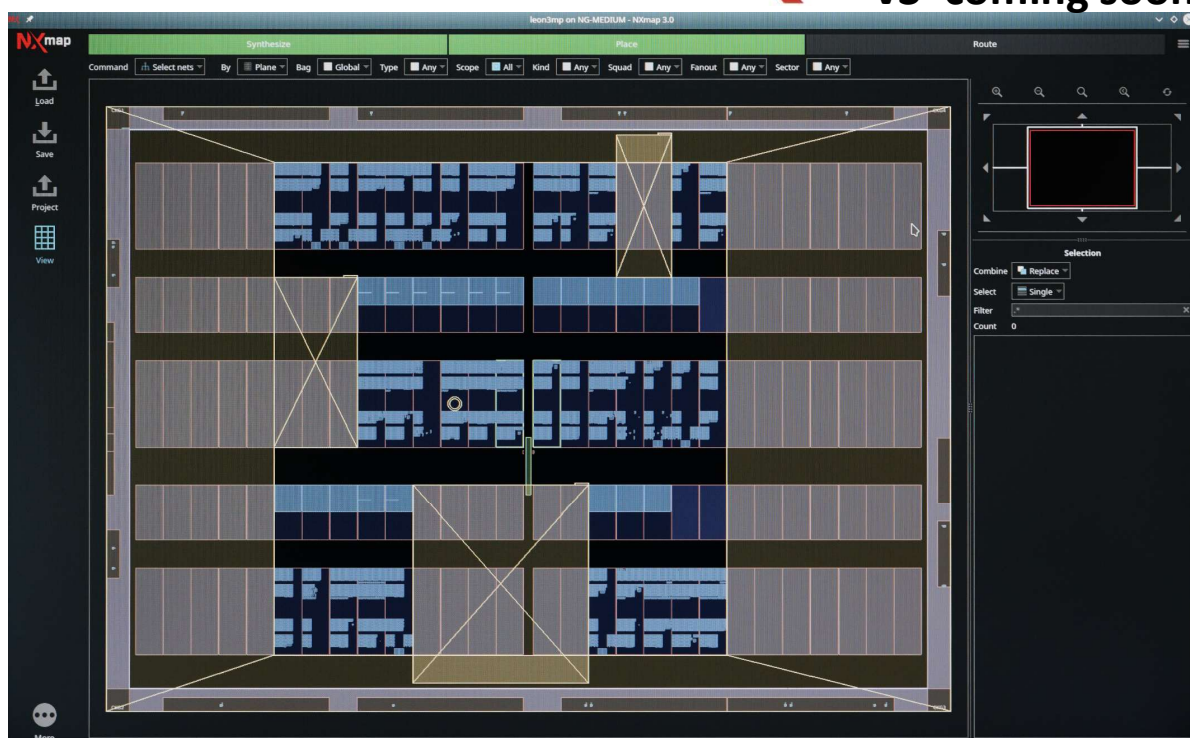 V3 coming soon
leon3mp on NG-MEDIUM - NXmap 3.0
NXmap
Synthesize
Place
Route
Command Select nets By Plane Bag Global Type Any Scope All Kind Any Squad Any Fanout Any Sector Any
Load
Save
Project
View
Selection
Combine Replace
Select Single
Filter .*
Count 0
More